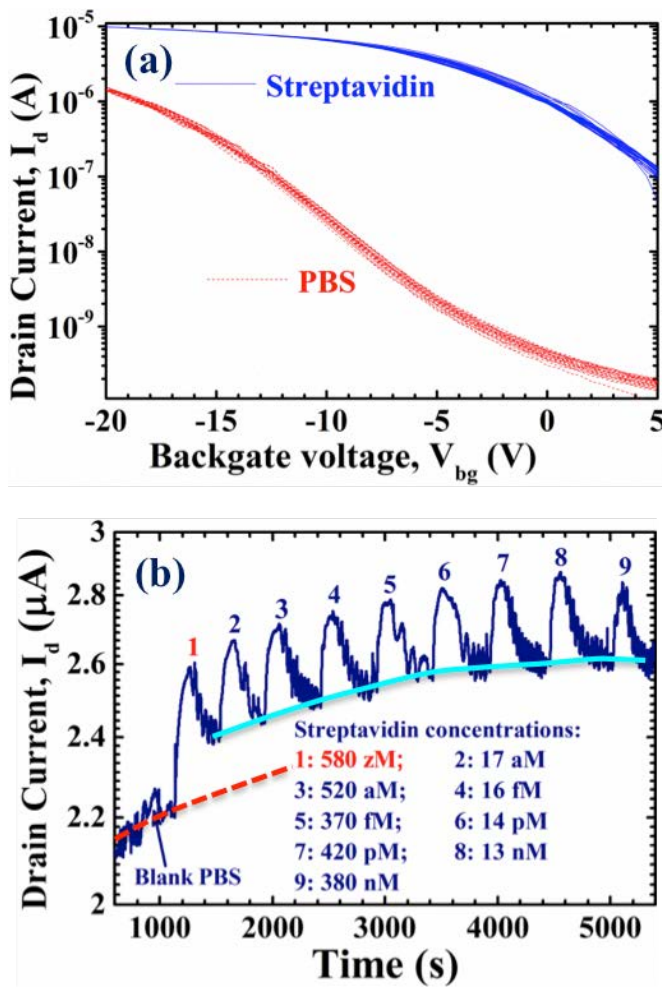 10⁻⁵
(a)
Streptavidin
10⁻⁶
10⁻⁷
10⁻⁸
PBS
10⁻⁹
Drain Current, I_d (A)
-20 -15 -10 -5 0 5
Backgate voltage, V_bg (V)
3
(b)
2.8
2.6
2.4
2.2
2
Drain Current, I_d (μA)
1 2 3 4 5 6 7 8 9
Streptavidin concentrations:
1: 580 zM; 2: 17 aM
3: 520 aM; 4: 16 fM
5: 370 fM; 6: 14 pM
7: 420 pM; 8: 13 nM
9: 380 nM
Blank PBS
1000 2000 3000 4000 5000
Time (s)